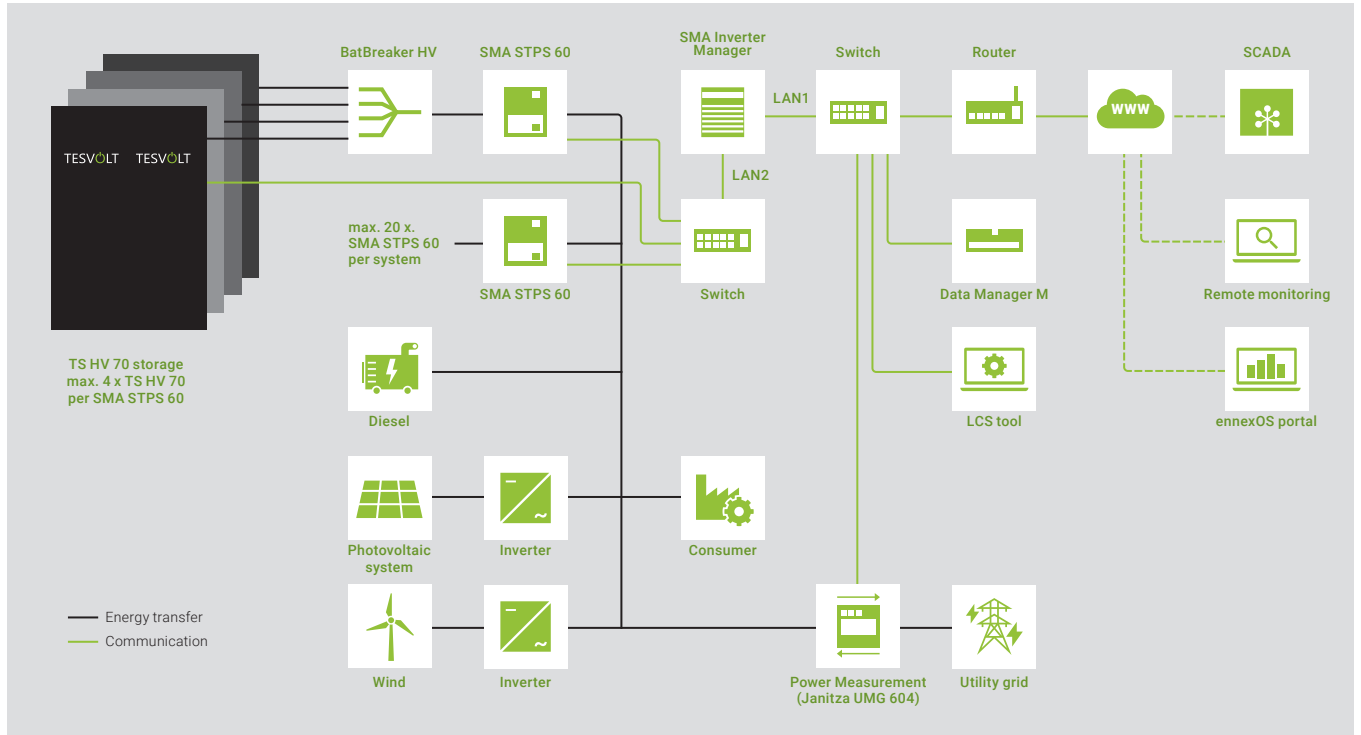 BatBreaker HV
SMA STPS 60
SMA Inverter
Manager
Switch
Router
SCADA
LAN1
WWW
TESVOLT TESVOLT
LAN2
max. 20 x.
SMA STPS 60
per system
SMA STPS 60
Switch
Data Manager M
Remote monitoring
TS HV 70 storage
max. 4 x TS HV 70
per SMA STPS 60
Diesel
LCS tool
ennexOS portal
Photovoltaic
system
Inverter
Consumer
Energy transfer
Communication
Wind
Inverter
Power Measurement
(Janitza UMG 604)
Utility grid